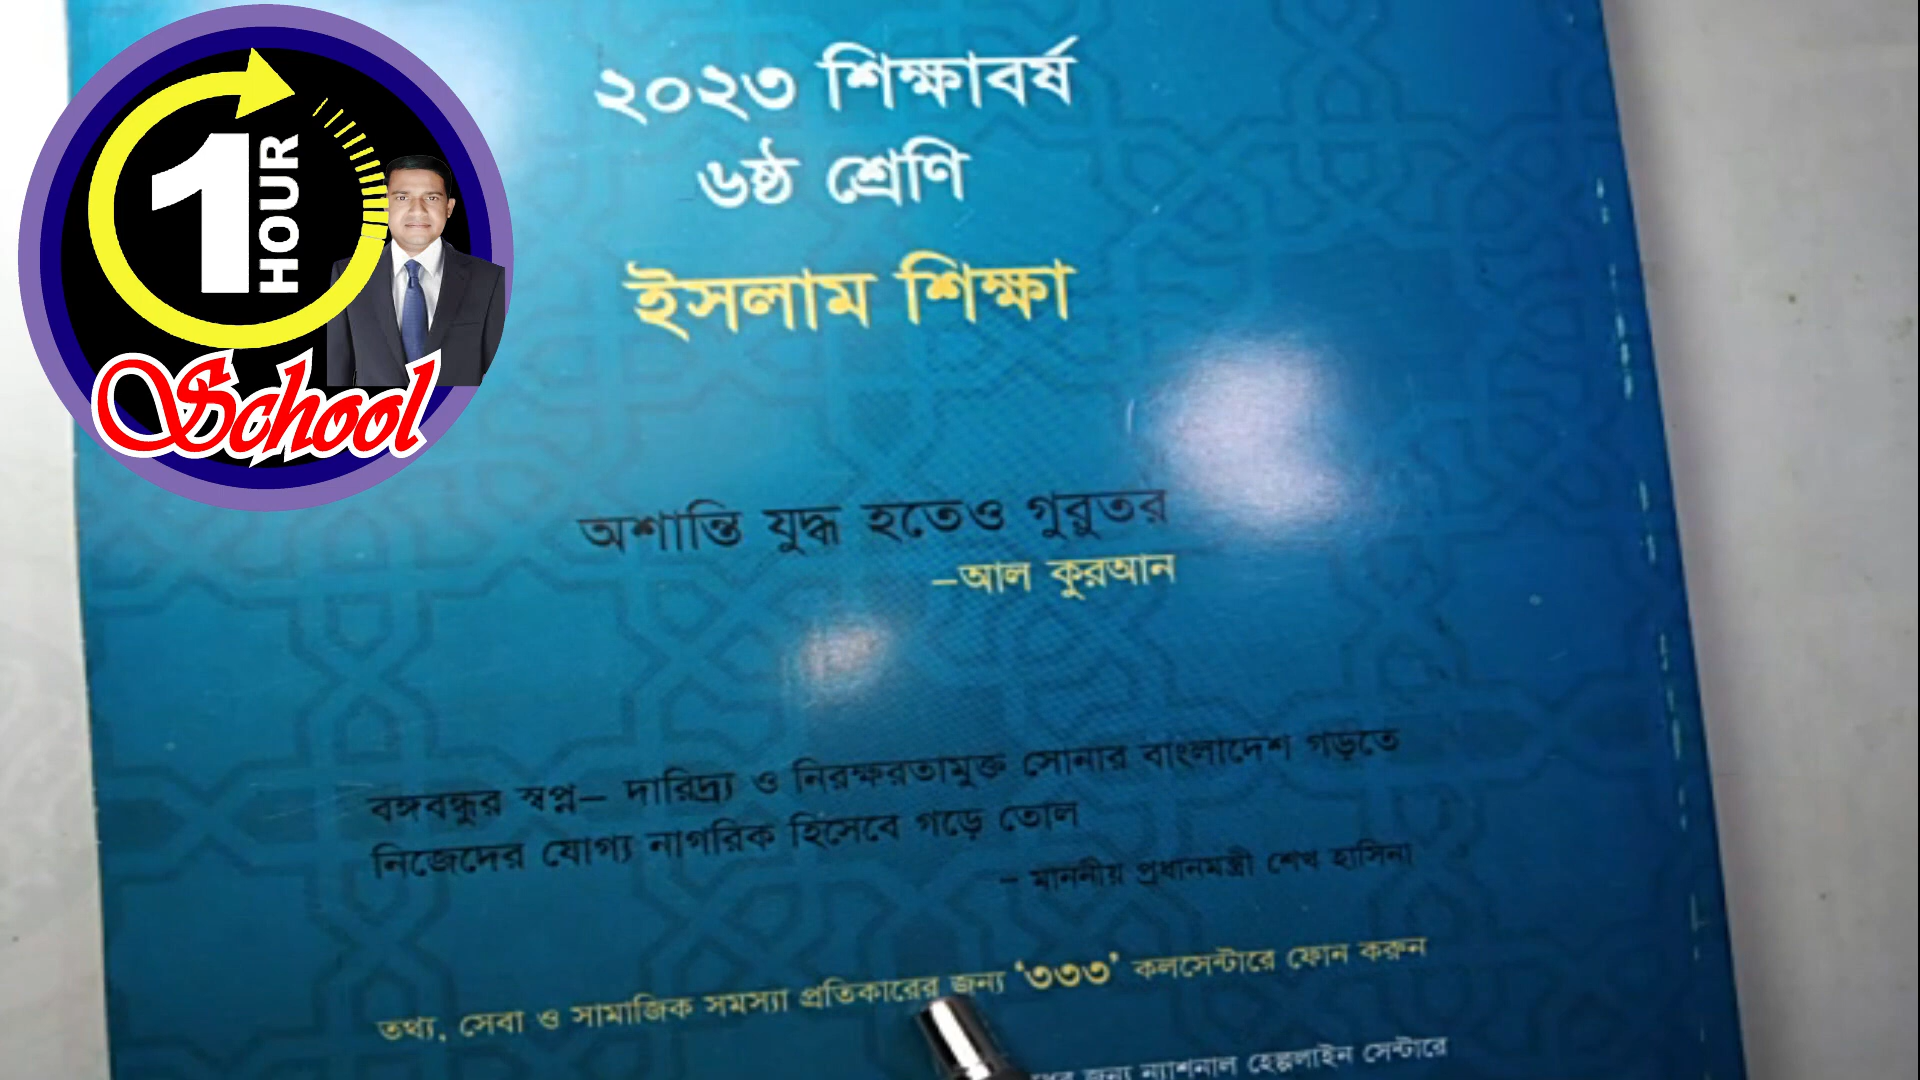 1
HOUR
School
২০২৩ শিক্ষাবর্ষ
৬ষ্ঠ শ্রেণি
ইসলাম শিক্ষা
অশান্তি যুদ্ধ হতেও গুরুতর
–আল কুরআন
বঙ্গবন্ধুর স্বপ্ন– দারিদ্র্য ও নিরক্ষরতামুক্ত সোনার বাংলাদেশ গড়তে
নিজেদের যোগ্য নাগরিক হিসেবে গড়ে তোল
– মাননীয় প্রধানমন্ত্রী শেখ হাসিনা
তথ্য, সেবা ও সামাজিক সমস্যা প্রতিকারের জন্য ‘৩৩৩’ কলসেন্টারে ফোন করুন
জন্য ন্যাশনাল হেল্পলাইন সেন্টারে